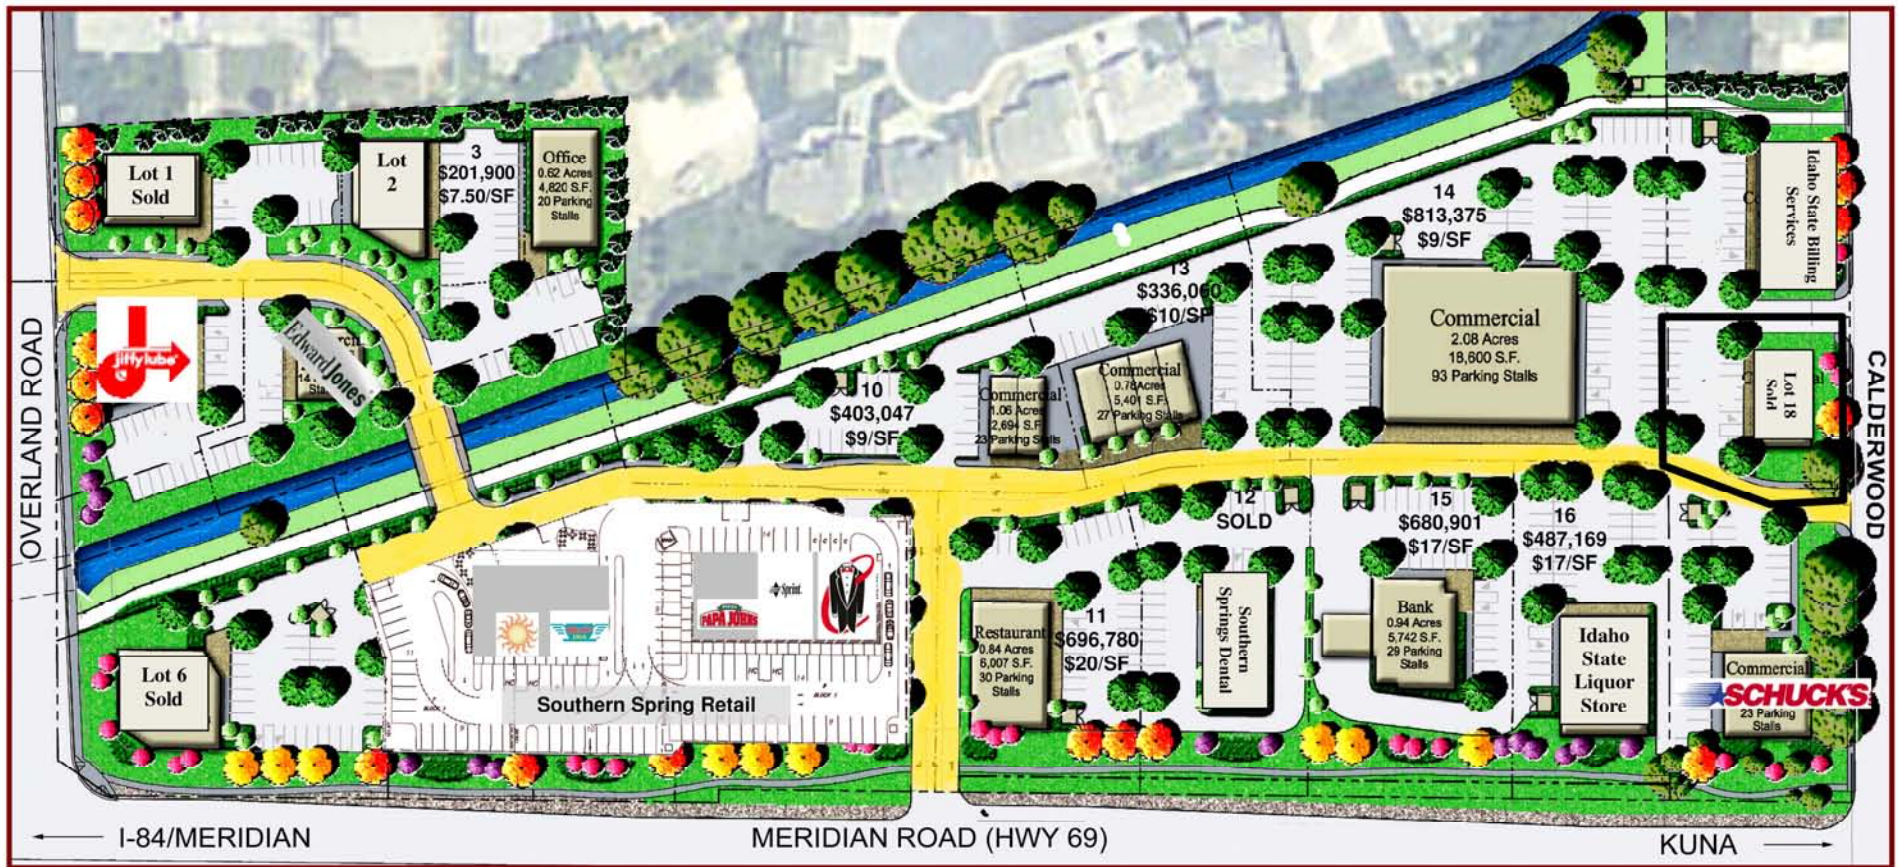 Lot 1
Sold
Lot
2
3
$201,900
$7.50/SF
Office
0.62 Acres
4,820 S.F.
20 Parking
Stalls
jiffylube
EdwardJones
OVERLAND ROAD
10
$403,047
$9/SF
Commercial
1.06 Acres
2,694 S.F.
23 Parking Stalls
13
$336,060
$10/SF
Commercial
0.78 Acres
5,401 S.F.
27 Parking Stalls
14
$813,375
$9/SF
Commercial
2.08 Acres
18,600 S.F.
93 Parking Stalls
Idaho State Billing
Services
Lot 18
Sold
CALDERWOOD
Lot 6
Sold
PAPA JOHNS
Sprint
Southern Spring Retail
Restaurant
0.84 Acres
6,007 S.F.
30 Parking
Stalls
11
$696,780
$20/SF
12
SOLD
Southern
Springs Dental
15
$680,901
$17/SF
Bank
0.94 Acres
5,742 S.F.
29 Parking
Stalls
16
$487,169
$17/SF
Idaho
State
Liquor
Store
Commercial
SCHUCK'S
23 Parking
Stalls
I-84/MERIDIAN
MERIDIAN ROAD (HWY 69)
KUNA